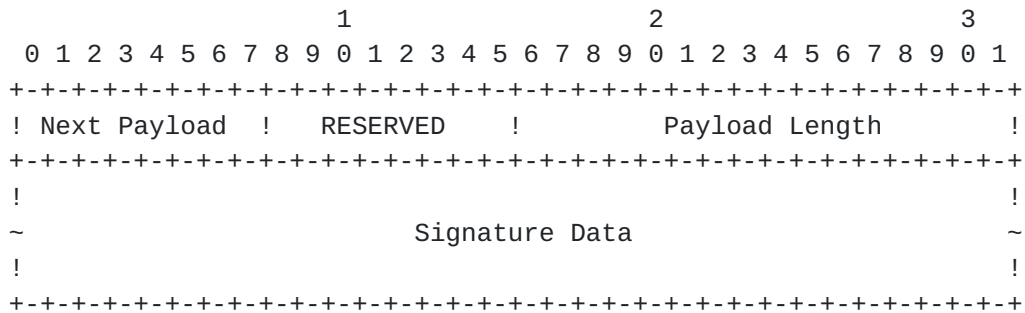 1                   2                   3
 0 1 2 3 4 5 6 7 8 9 0 1 2 3 4 5 6 7 8 9 0 1 2 3 4 5 6 7 8 9 0 1
+-+-+-+-+-+-+-+-+-+-+-+-+-+-+-+-+-+-+-+-+-+-+-+-+-+-+-+-+-+-+-+-+
! Next Payload  !   RESERVED    !         Payload Length        !
+-+-+-+-+-+-+-+-+-+-+-+-+-+-+-+-+-+-+-+-+-+-+-+-+-+-+-+-+-+-+-+-+
!                                                               !
~                         Signature Data                        ~
!                                                               !
+-+-+-+-+-+-+-+-+-+-+-+-+-+-+-+-+-+-+-+-+-+-+-+-+-+-+-+-+-+-+-+-+